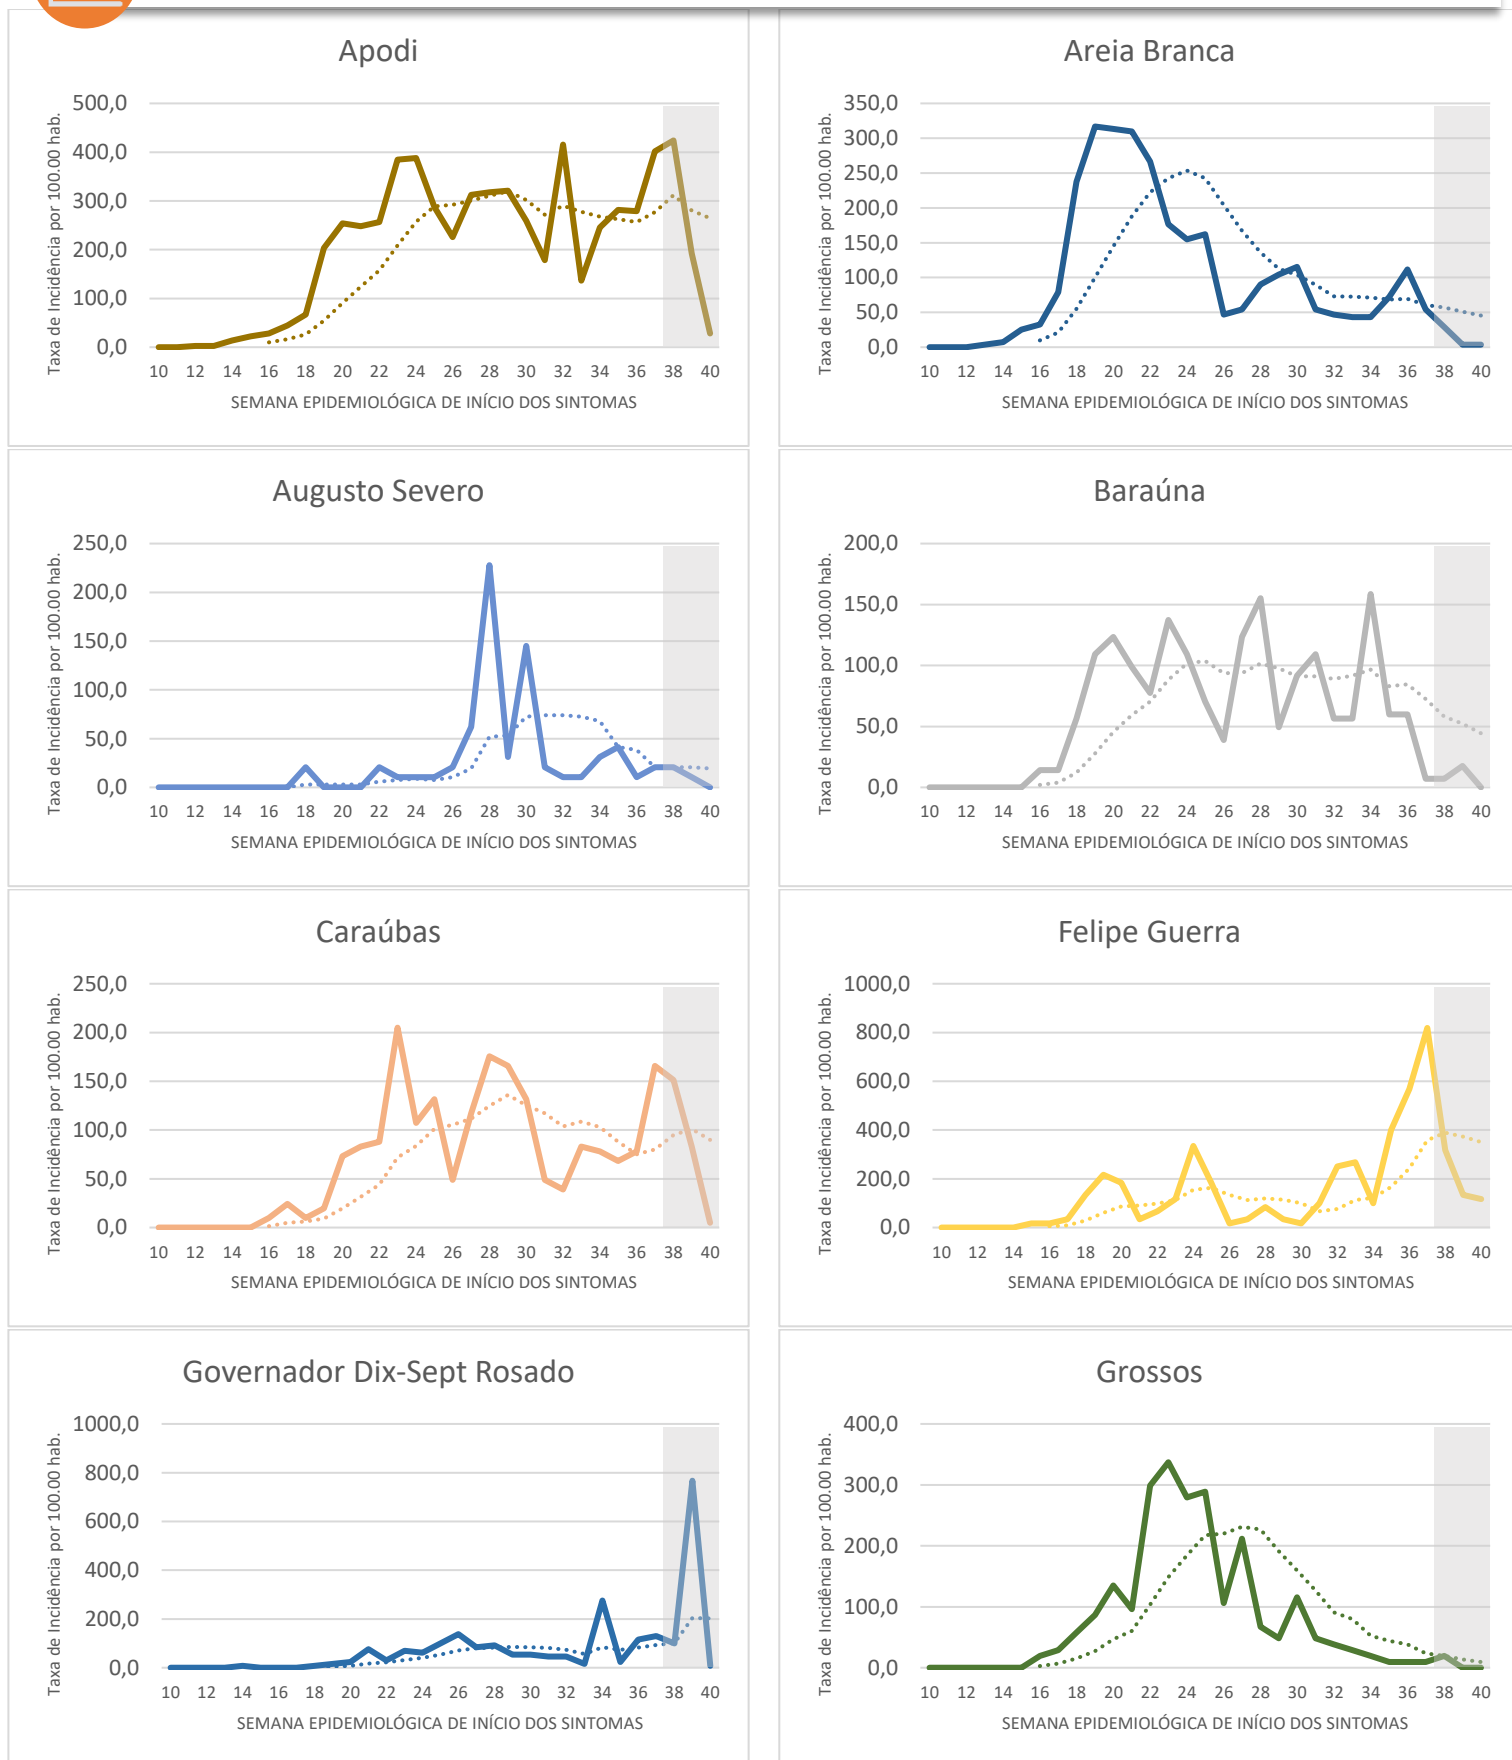 Apodi
Taxa de Incidência por 100.00 hab.
500,0
400,0
300,0
200,0
100,0
0,0
10 12 14 16 18 20 22 24 26 28 30 32 34 36 38 40
SEMANA EPIDEMIOLÓGICA DE INÍCIO DOS SINTOMAS
Areia Branca
Taxa de Incidência por 100.00 hab.
350,0
300,0
250,0
200,0
150,0
100,0
50,0
0,0
10 12 14 16 18 20 22 24 26 28 30 32 34 36 38 40
SEMANA EPIDEMIOLÓGICA DE INÍCIO DOS SINTOMAS
Augusto Severo
Taxa de Incidência por 100.00 hab.
250,0
200,0
150,0
100,0
50,0
0,0
10 12 14 16 18 20 22 24 26 28 30 32 34 36 38 40
SEMANA EPIDEMIOLÓGICA DE INÍCIO DOS SINTOMAS
Baraúna
Taxa de Incidência por 100.00 hab.
200,0
150,0
100,0
50,0
0,0
10 12 14 16 18 20 22 24 26 28 30 32 34 36 38 40
SEMANA EPIDEMIOLÓGICA DE INÍCIO DOS SINTOMAS
Caraúbas
Taxa de Incidência por 100.00 hab.
250,0
200,0
150,0
100,0
50,0
0,0
10 12 14 16 18 20 22 24 26 28 30 32 34 36 38 40
SEMANA EPIDEMIOLÓGICA DE INÍCIO DOS SINTOMAS
Felipe Guerra
Taxa de Incidência por 100.00 hab.
1000,0
800,0
600,0
400,0
200,0
0,0
10 12 14 16 18 20 22 24 26 28 30 32 34 36 38 40
SEMANA EPIDEMIOLÓGICA DE INÍCIO DOS SINTOMAS
Governador Dix-Sept Rosado
Taxa de Incidência por 100.00 hab.
1000,0
800,0
600,0
400,0
200,0
0,0
10 12 14 16 18 20 22 24 26 28 30 32 34 36 38 40
SEMANA EPIDEMIOLÓGICA DE INÍCIO DOS SINTOMAS
Grossos
Taxa de Incidência por 100.00 hab.
400,0
300,0
200,0
100,0
0,0
10 12 14 16 18 20 22 24 26 28 30 32 34 36 38 40
SEMANA EPIDEMIOLÓGICA DE INÍCIO DOS SINTOMAS